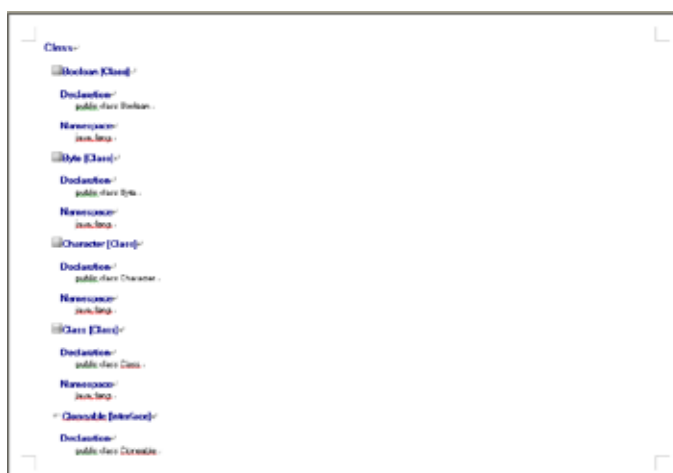 Class
Boolean [Class]
Declaration
public class Boolean
Namespace
java.lang
Byte [Class]
Declaration
public class Byte
Namespace
java.lang
Character [Class]
Declaration
public class Character
Namespace
java.lang
Class [Class]
Declaration
public class Class
Namespace
java.lang
Cloneable [Interface]
Declaration
public class Cloneable